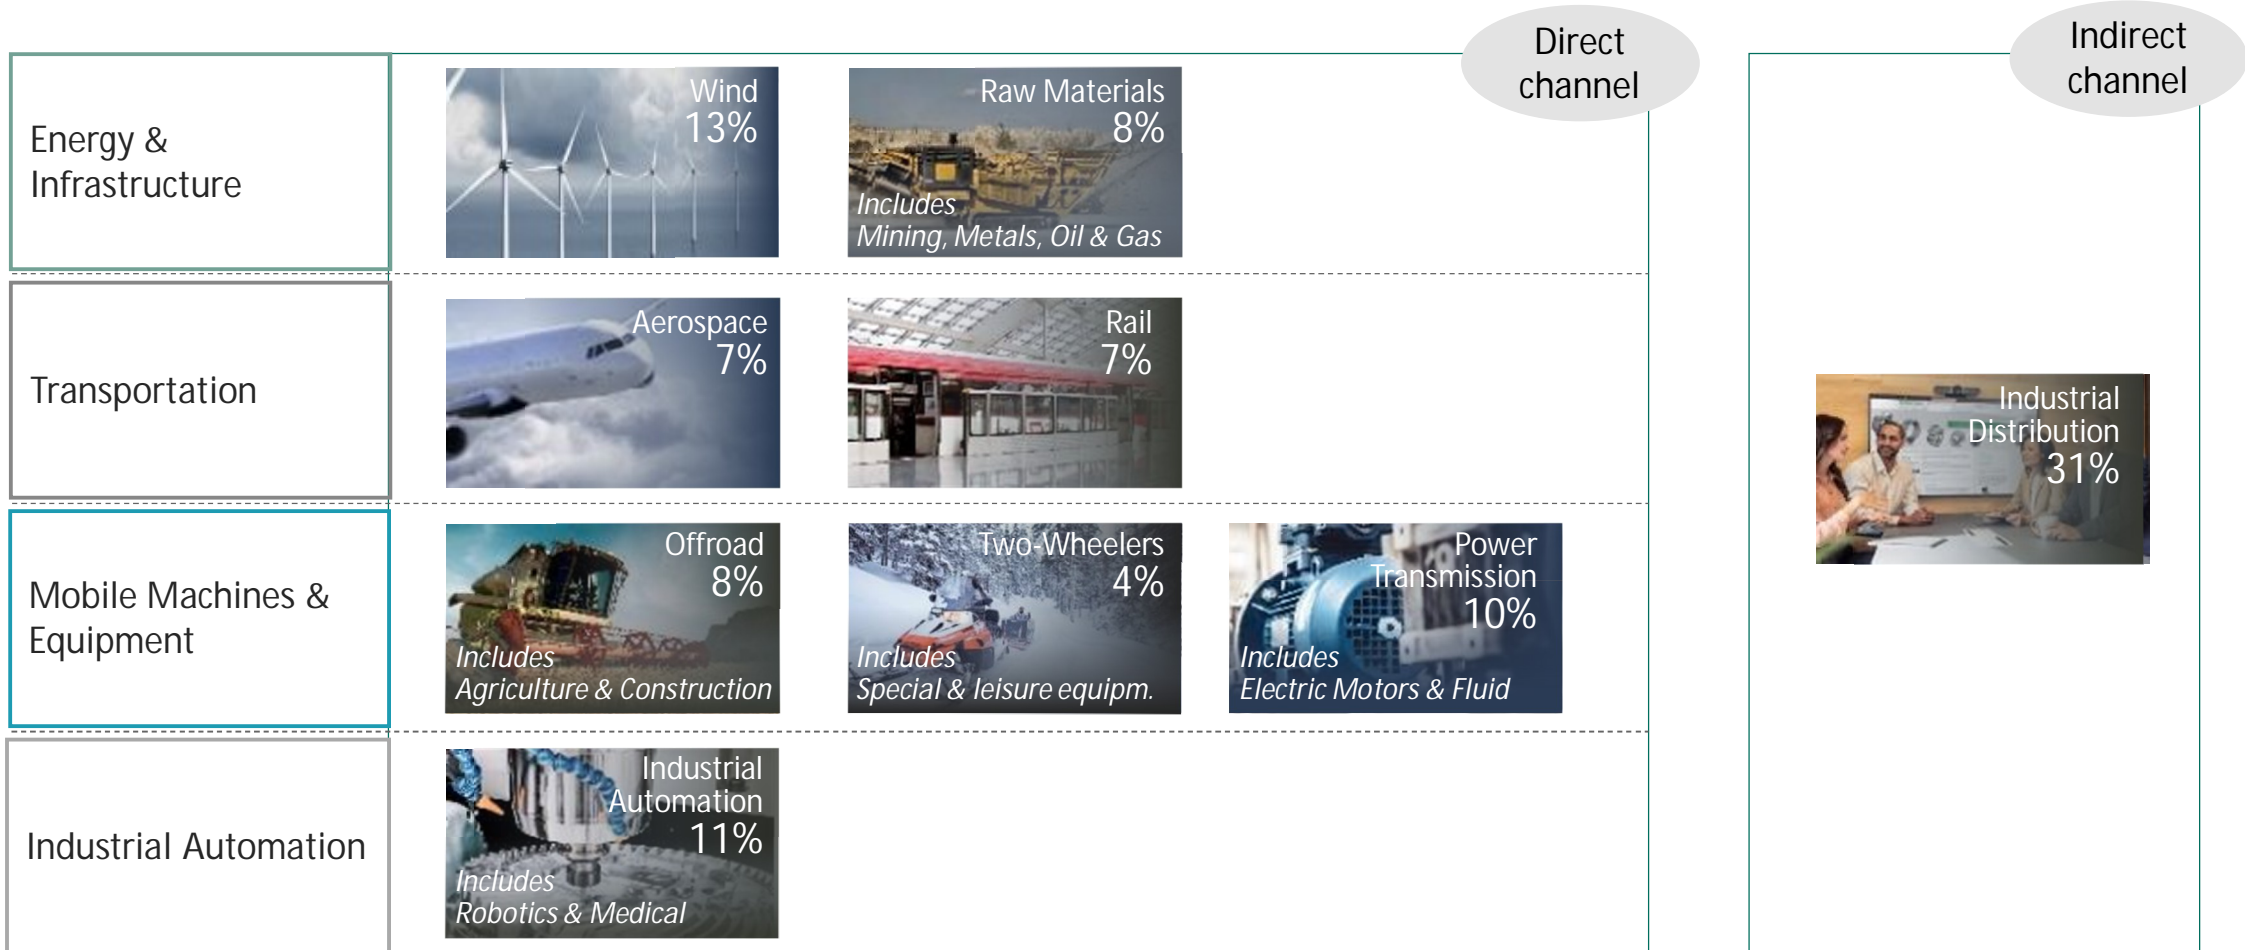 Direct
channel
Indirect
channel
Energy &
Infrastructure
Wind
13%
Raw Materials
8%
Includes
Mining, Metals, Oil & Gas
Transportation
Aerospace
7%
Rail
7%
Mobile Machines &
Equipment
Offroad
8%
Includes
Agriculture & Construction
Two-Wheelers
4%
Includes
Special & leisure equipm.
Power
Transmission
10%
Includes
Electric Motors & Fluid
Industrial Automation
Industrial
Automation
11%
Includes
Robotics & Medical
Industrial
Distribution
31%